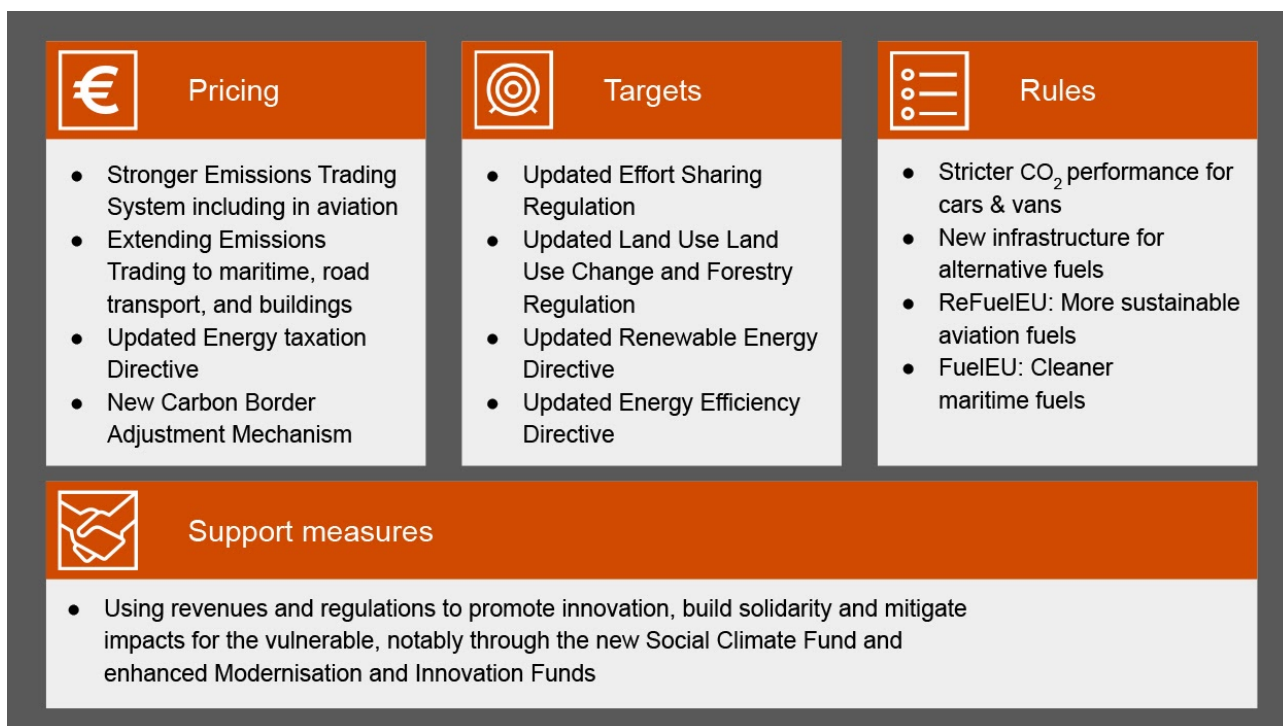 €
Pricing
● Stronger Emissions Trading
System including in aviation
● Extending Emissions
Trading to maritime, road
transport, and buildings
● Updated Energy taxation
Directive
● New Carbon Border
Adjustment Mechanism
Targets
● Updated Effort Sharing
Regulation
● Updated Land Use Land
Use Change and Forestry
Regulation
● Updated Renewable Energy
Directive
● Updated Energy Efficiency
Directive
Rules
● Stricter CO₂ performance for
cars & vans
● New infrastructure for
alternative fuels
● ReFuelEU: More sustainable
aviation fuels
● FuelEU: Cleaner
maritime fuels
Support measures
● Using revenues and regulations to promote innovation, build solidarity and mitigate
impacts for the vulnerable, notably through the new Social Climate Fund and
enhanced Modernisation and Innovation Funds